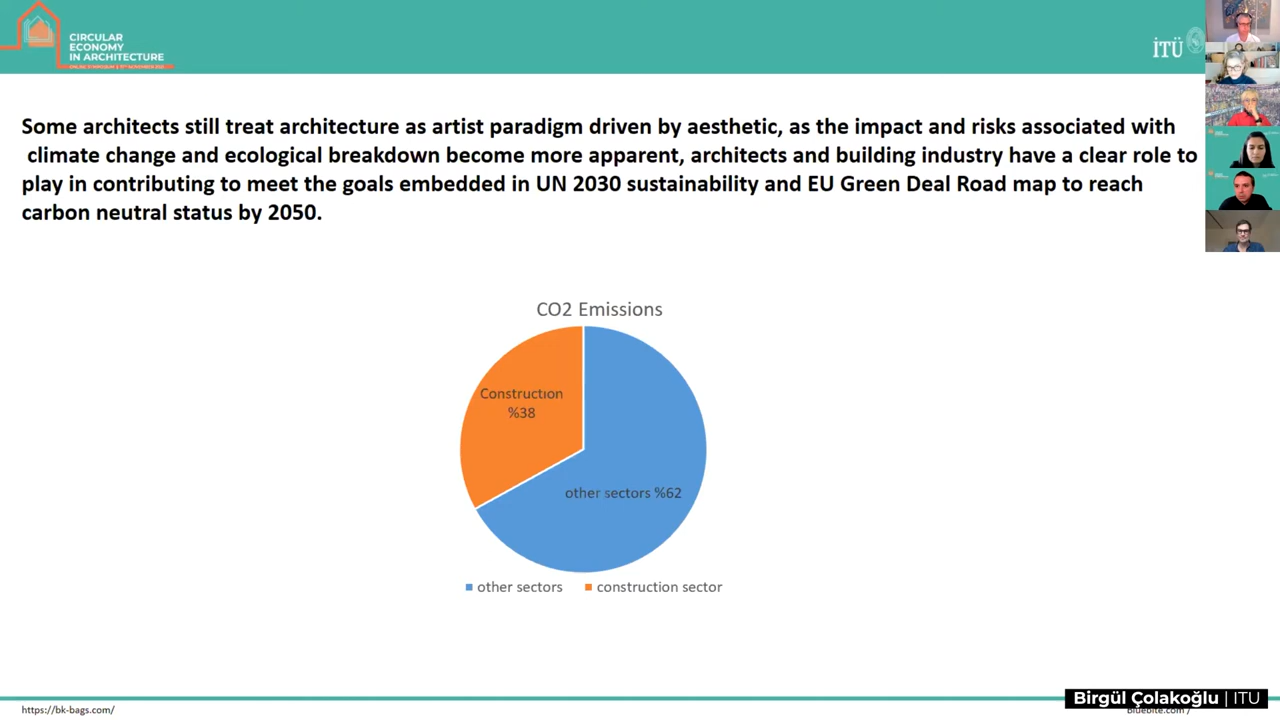 CIRCULAR
ECONOMY
IN ARCHITECTURE
İTÜ
Some architects still treat architecture as artist paradigm driven by aesthetic, as the impact and risks associated with
climate change and ecological breakdown become more apparent, architects and building industry have a clear role to
play in contributing to meet the goals embedded in UN 2030 sustainability and EU Green Deal Road map to reach
carbon neutral status by 2050.
CO2 Emissions
Construction
%38
other sectors %62
other sectors
construction sector
https://bk-bags.com/
Birgül Çolakoğlu | ITU